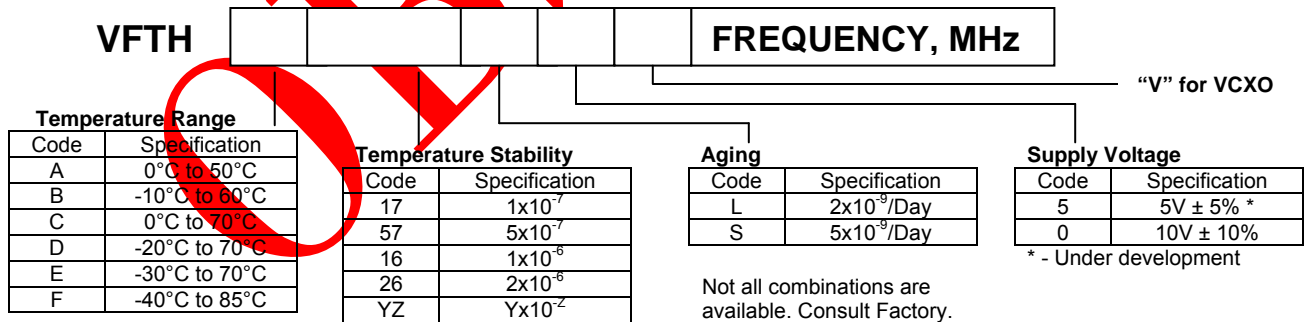 VFTH FREQUENCY, MHz
"V" for VCXO
Temperature Range
Code Specification
A 0°C to 50°C
B -10°C to 60°C
C 0°C to 70°C
D -20°C to 70°C
E -30°C to 70°C
F -40°C to 85°C
Temperature Stability
Code Specification
17 1x10⁻⁷
57 5x10⁻⁷
16 1x10⁻⁶
26 2x10⁻⁶
YZ Yx10⁻ᶻ
Aging
Code Specification
L 2x10⁻⁹/Day
S 5x10⁻⁹/Day
Not all combinations are
available. Consult Factory.
Supply Voltage
Code Specification
5 5V ± 5% *
0 10V ± 10%
* - Under development